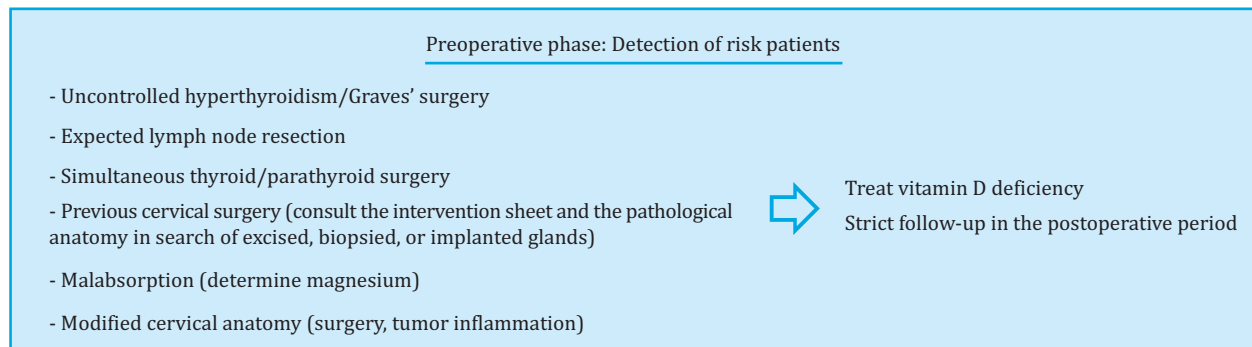 Preoperative phase: Detection of risk patients
- Uncontrolled hyperthyroidism/Graves’ surgery
- Expected lymph node resection
- Simultaneous thyroid/parathyroid surgery
- Previous cervical surgery (consult the intervention sheet and the pathological
anatomy in search of excised, biopsied, or implanted glands)
- Malabsorption (determine magnesium)
- Modified cervical anatomy (surgery, tumor inflammation)
Treat vitamin D deficiency
Strict follow-up in the postoperative period